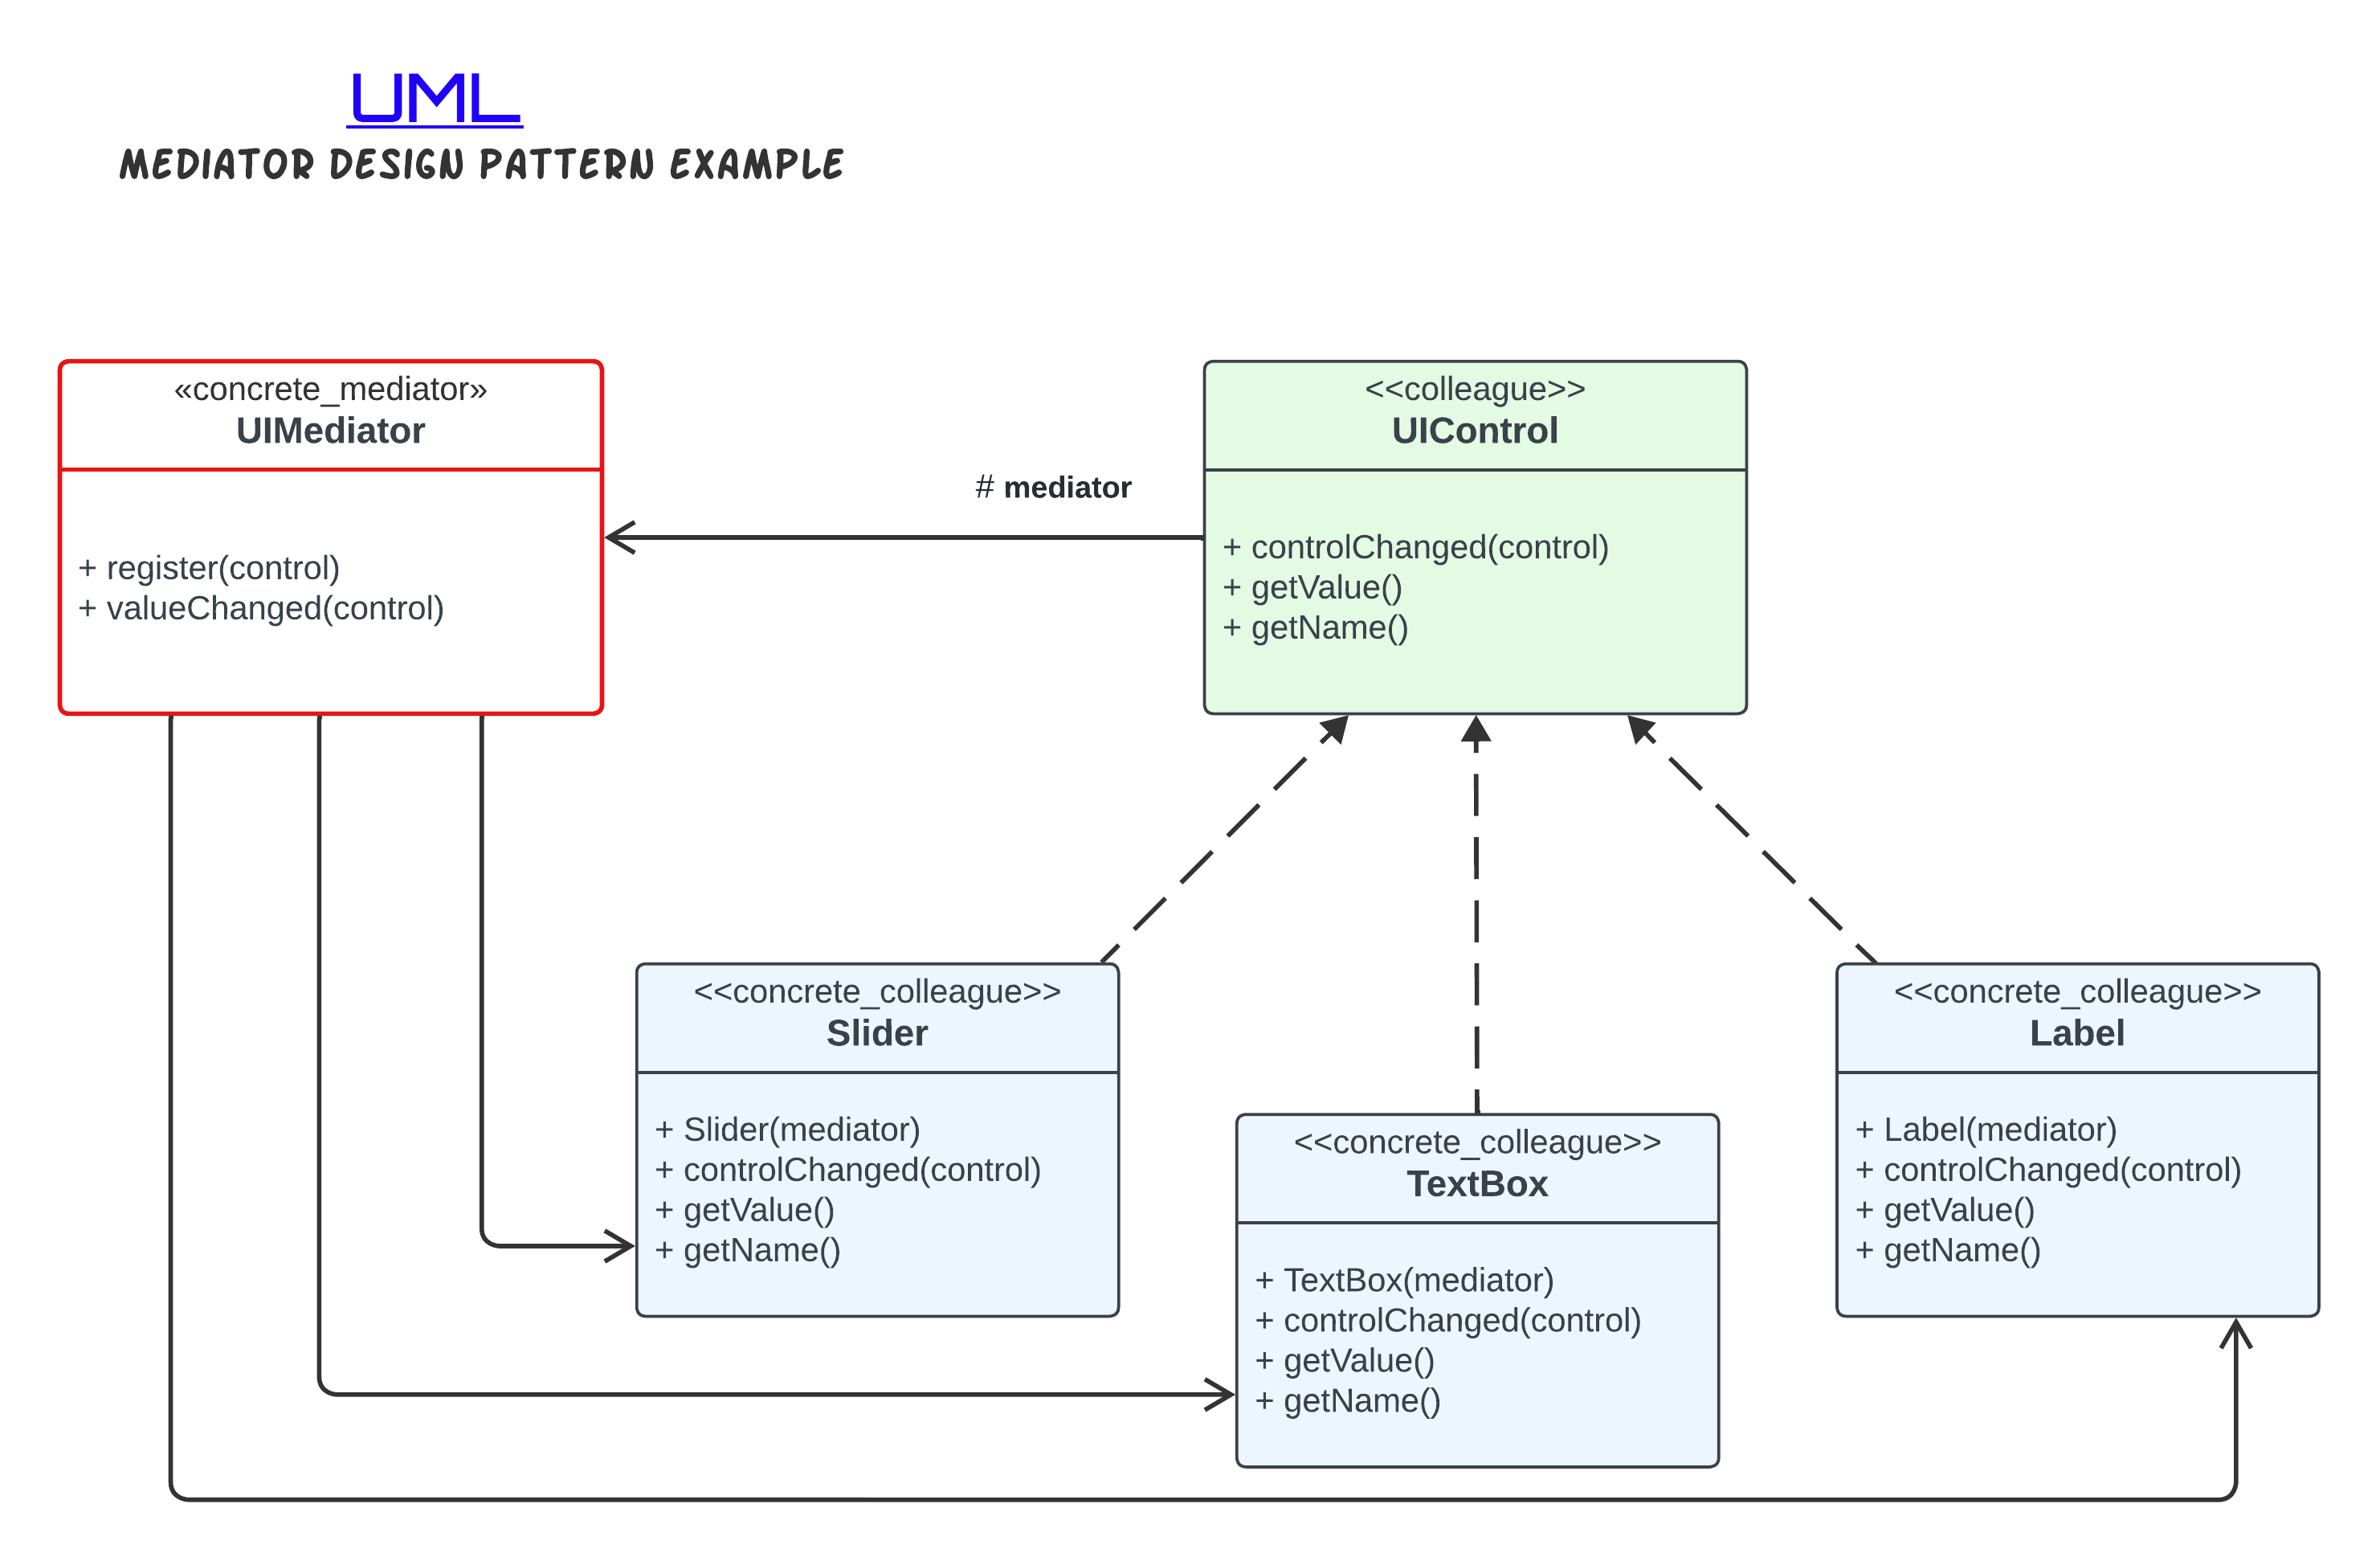 UML
MEDIATOR DESIGN PATTERN EXAMPLE
«concrete_mediator»
UIMediator
+ register(control)
+ valueChanged(control)
# mediator
<<colleague>>
UIControl
+ controlChanged(control)
+ getValue()
+ getName()
<<concrete_colleague>>
Slider
+ Slider(mediator)
+ controlChanged(control)
+ getValue()
+ getName()
<<concrete_colleague>>
TextBox
+ TextBox(mediator)
+ controlChanged(control)
+ getValue()
+ getName()
<<concrete_colleague>>
Label
+ Label(mediator)
+ controlChanged(control)
+ getValue()
+ getName()